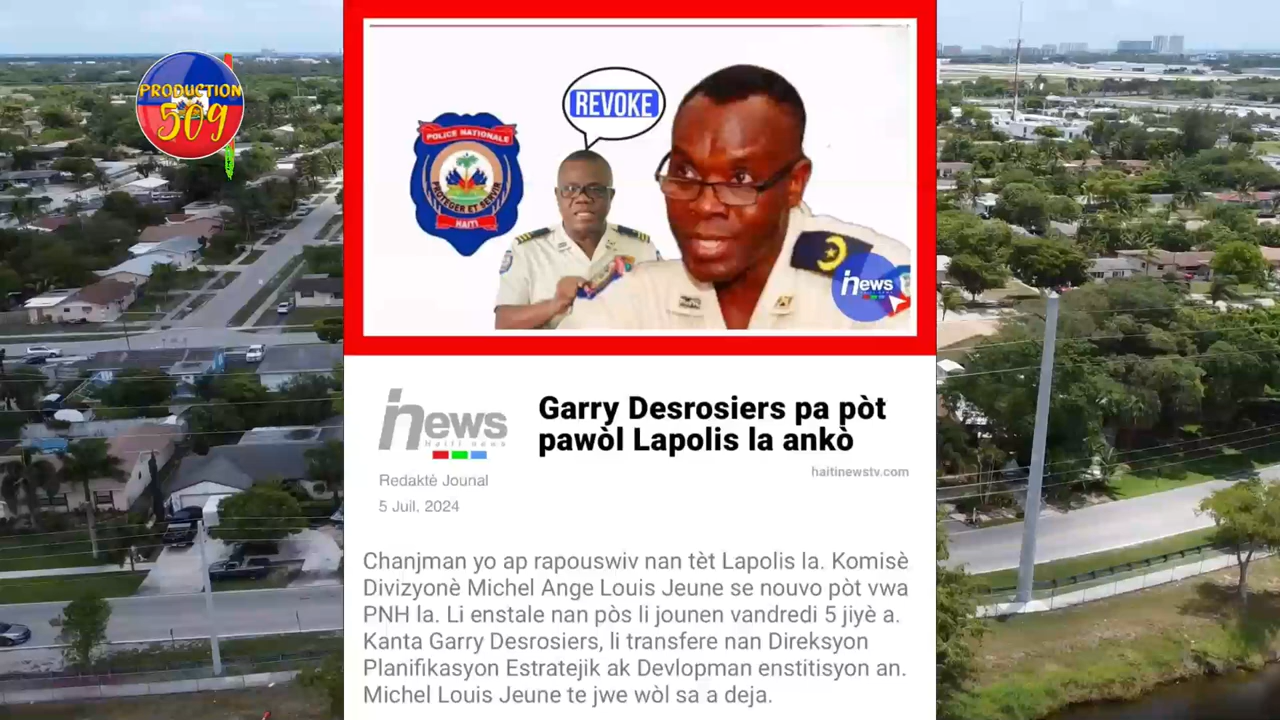 PRODUCTION
509
REVOKE
POLICE NATIONALE
PROTEGER ET SERVIR
HAITI
inews
inews
Haiti news
Garry Desrosiers pa pòt
pawòl Lapolis la ankò
haitinewstv.com
Redaktè Jounal
5 Juil, 2024
Chanjman yo ap rapouswiv nan tèt Lapolis la. Komisè
Divizyonè Michel Ange Louis Jeune se nouvo pòt vwa
PNH la. Li enstale nan pòs li jounen vandredi 5 jiyè a.
Kanta Garry Desrosiers, li transfere nan Direksyon
Planifikasyon Estratejik ak Devlopman enstitisyon an.
Michel Louis Jeune te jwe wòl sa a deja.